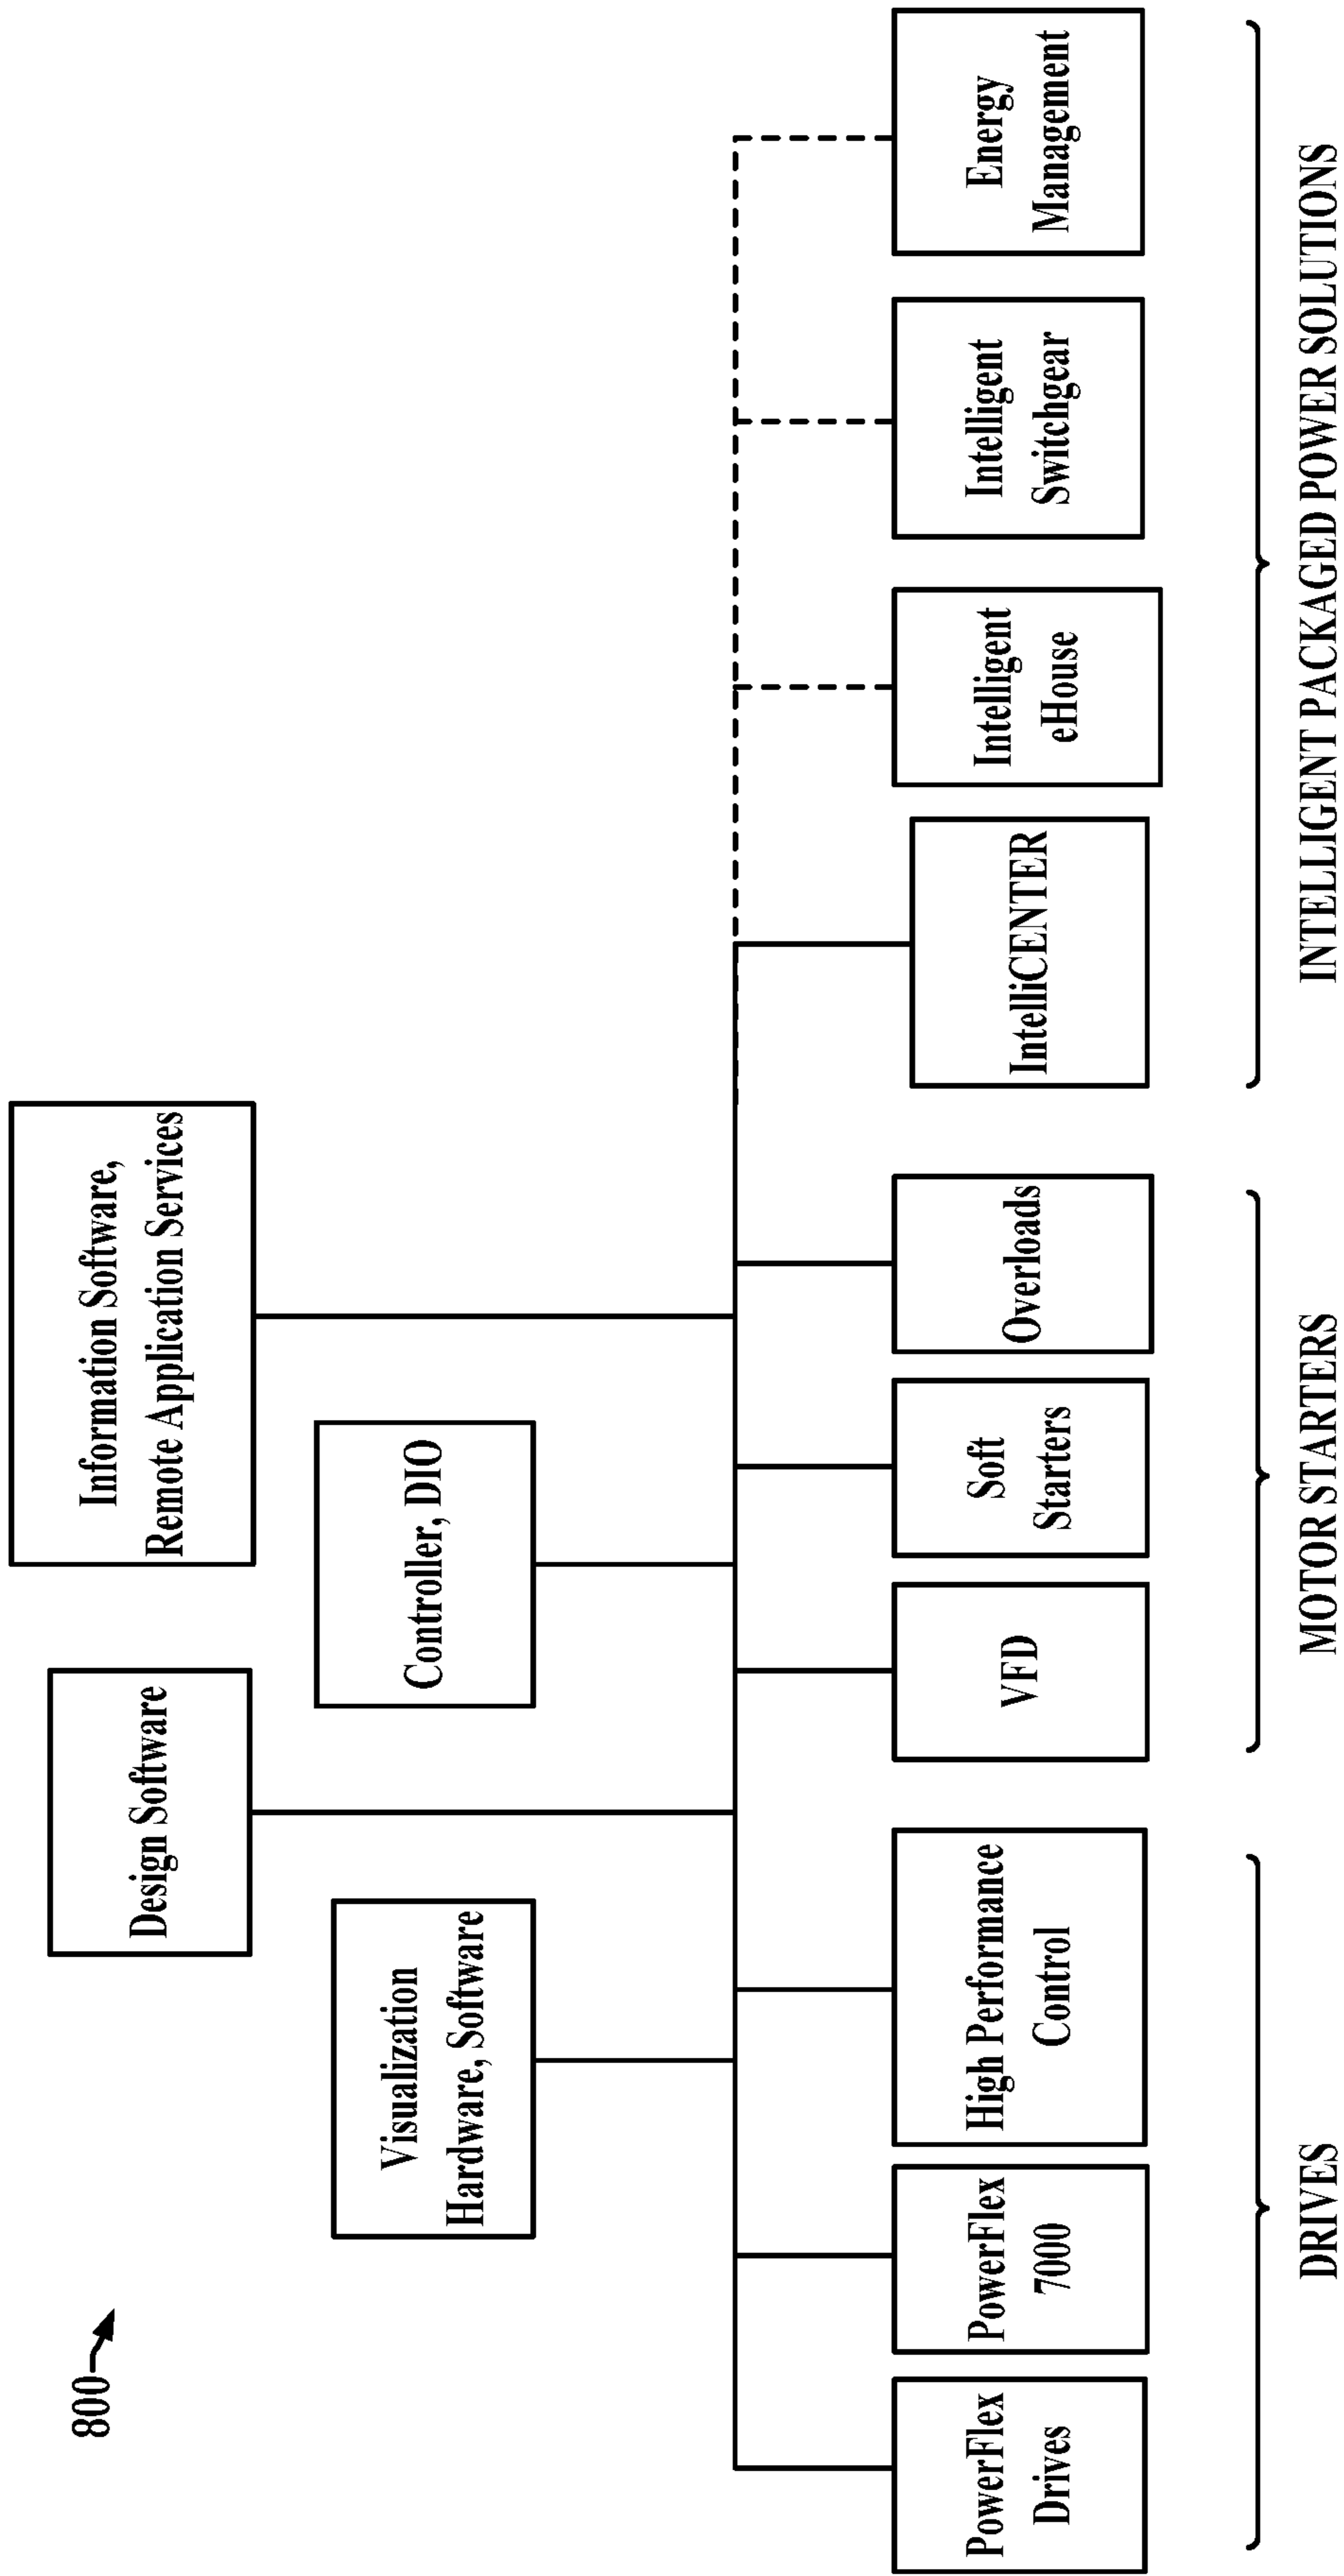 800
Information Software,
Remote Application Services
Design Software
Controller, DIO
Visualization
Hardware, Software
PowerFlex
Drives
PowerFlex
7000
High Performance
Control
VFD
Soft
Starters
Overloads
IntelliCENTER
Intelligent
eHouse
Intelligent
Switchgear
Energy
Management
DRIVES
MOTOR STARTERS
INTELLIGENT PACKAGED POWER SOLUTIONS